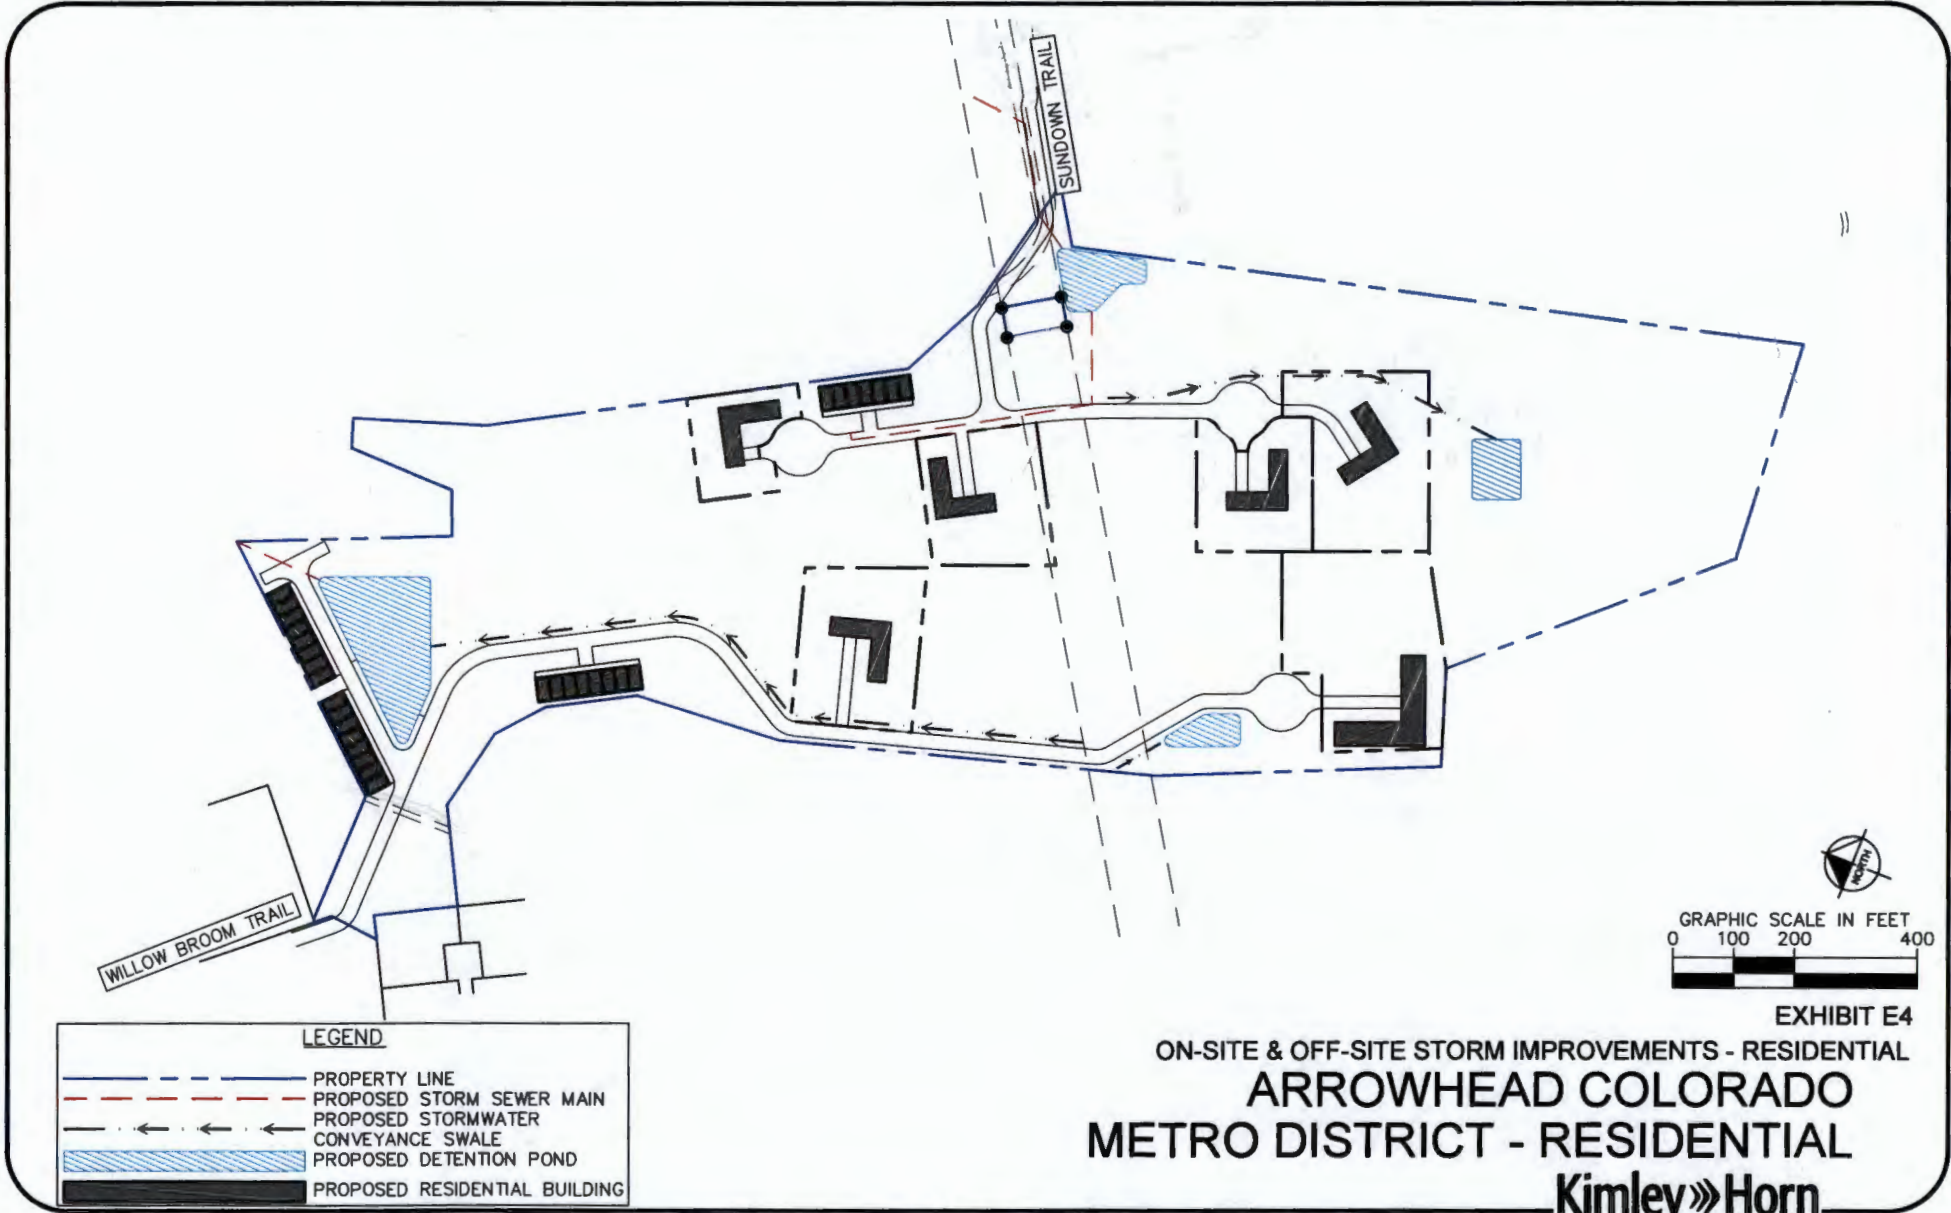 SUNDOWN TRAIL
WILLOW BROOM TRAIL
NORTH
GRAPHIC SCALE IN FEET
0 100 200 400
EXHIBIT E4
ON-SITE & OFF-SITE STORM IMPROVEMENTS - RESIDENTIAL
ARROWHEAD COLORADO
METRO DISTRICT - RESIDENTIAL
Kimley»Horn
LEGEND
PROPERTY LINE
PROPOSED STORM SEWER MAIN
PROPOSED STORMWATER
CONVEYANCE SWALE
PROPOSED DETENTION POND
PROPOSED RESIDENTIAL BUILDING